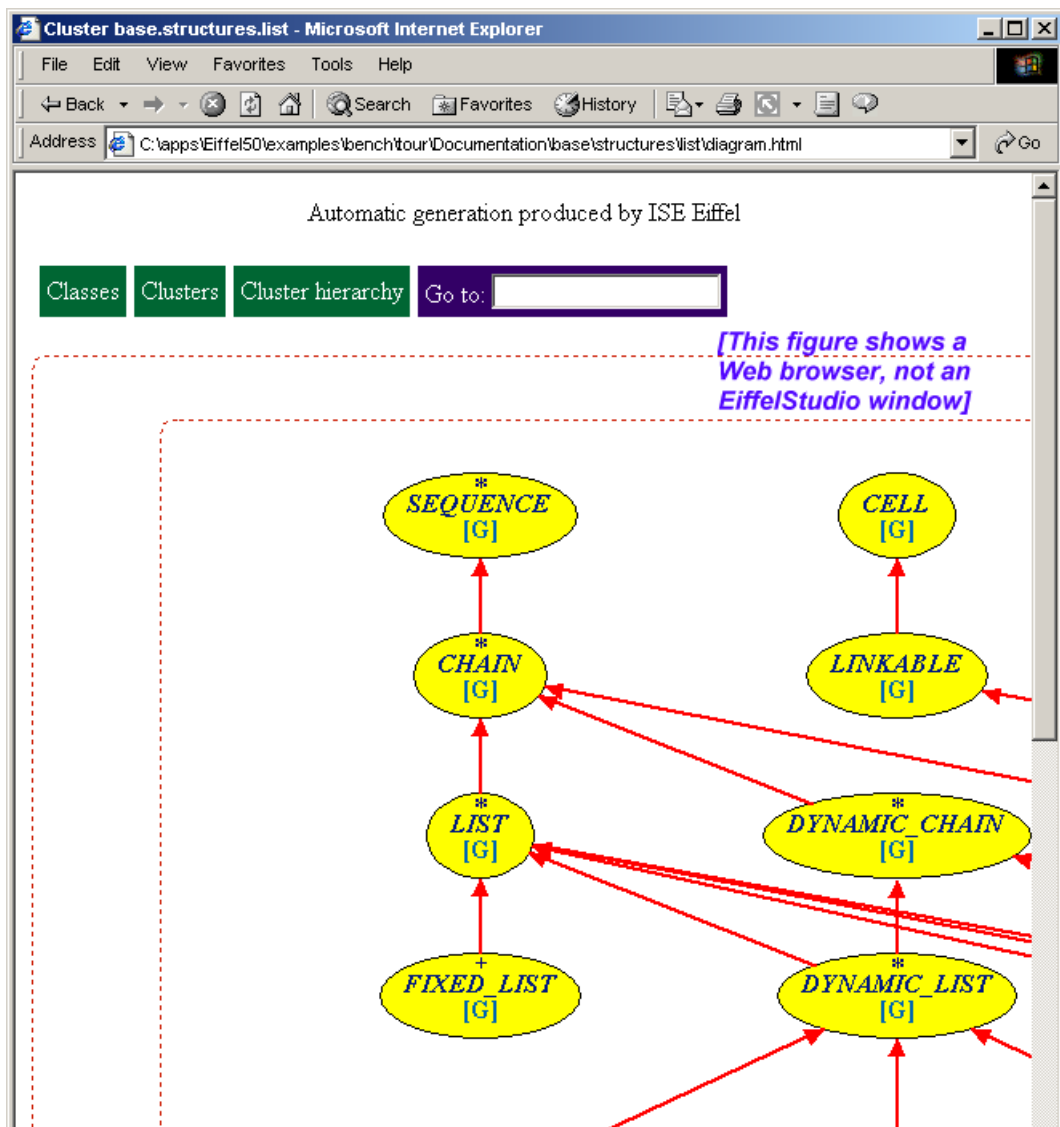 Cluster base.structures.list - Microsoft Internet Explorer
File Edit View Favorites Tools Help
Back Search Favorites History
Address C:\apps\Eiffel50\examples\bench\tour\Documentation\base\structures\list\diagram.html Go
Automatic generation produced by ISE Eiffel
Classes Clusters Cluster hierarchy Go to:
[This figure shows a
Web browser, not an
EiffelStudio window]
* 
SEQUENCE CELL
[G] [G]
*
CHAIN LINKABLE
[G] [G]
* *
LIST DYNAMIC_CHAIN
[G] [G]
+ *
FIXED_LIST DYNAMIC_LIST
[G] [G]